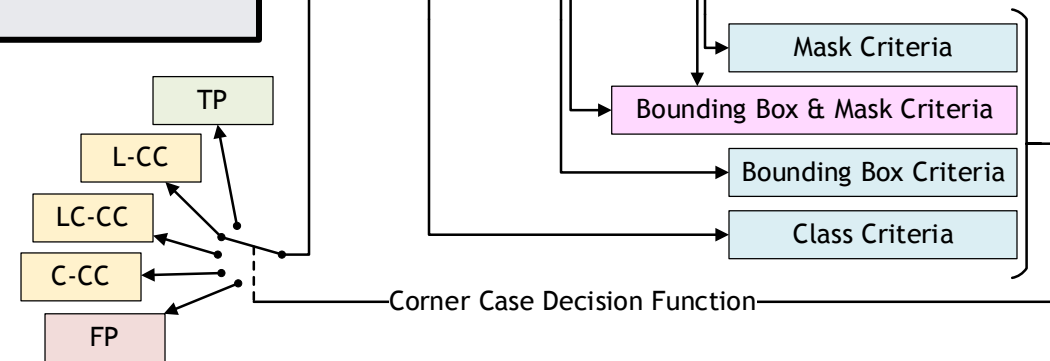 Mask Criteria
TP
Bounding Box & Mask Criteria
L-CC
Bounding Box Criteria
LC-CC
Class Criteria
C-CC
Corner Case Decision Function
FP